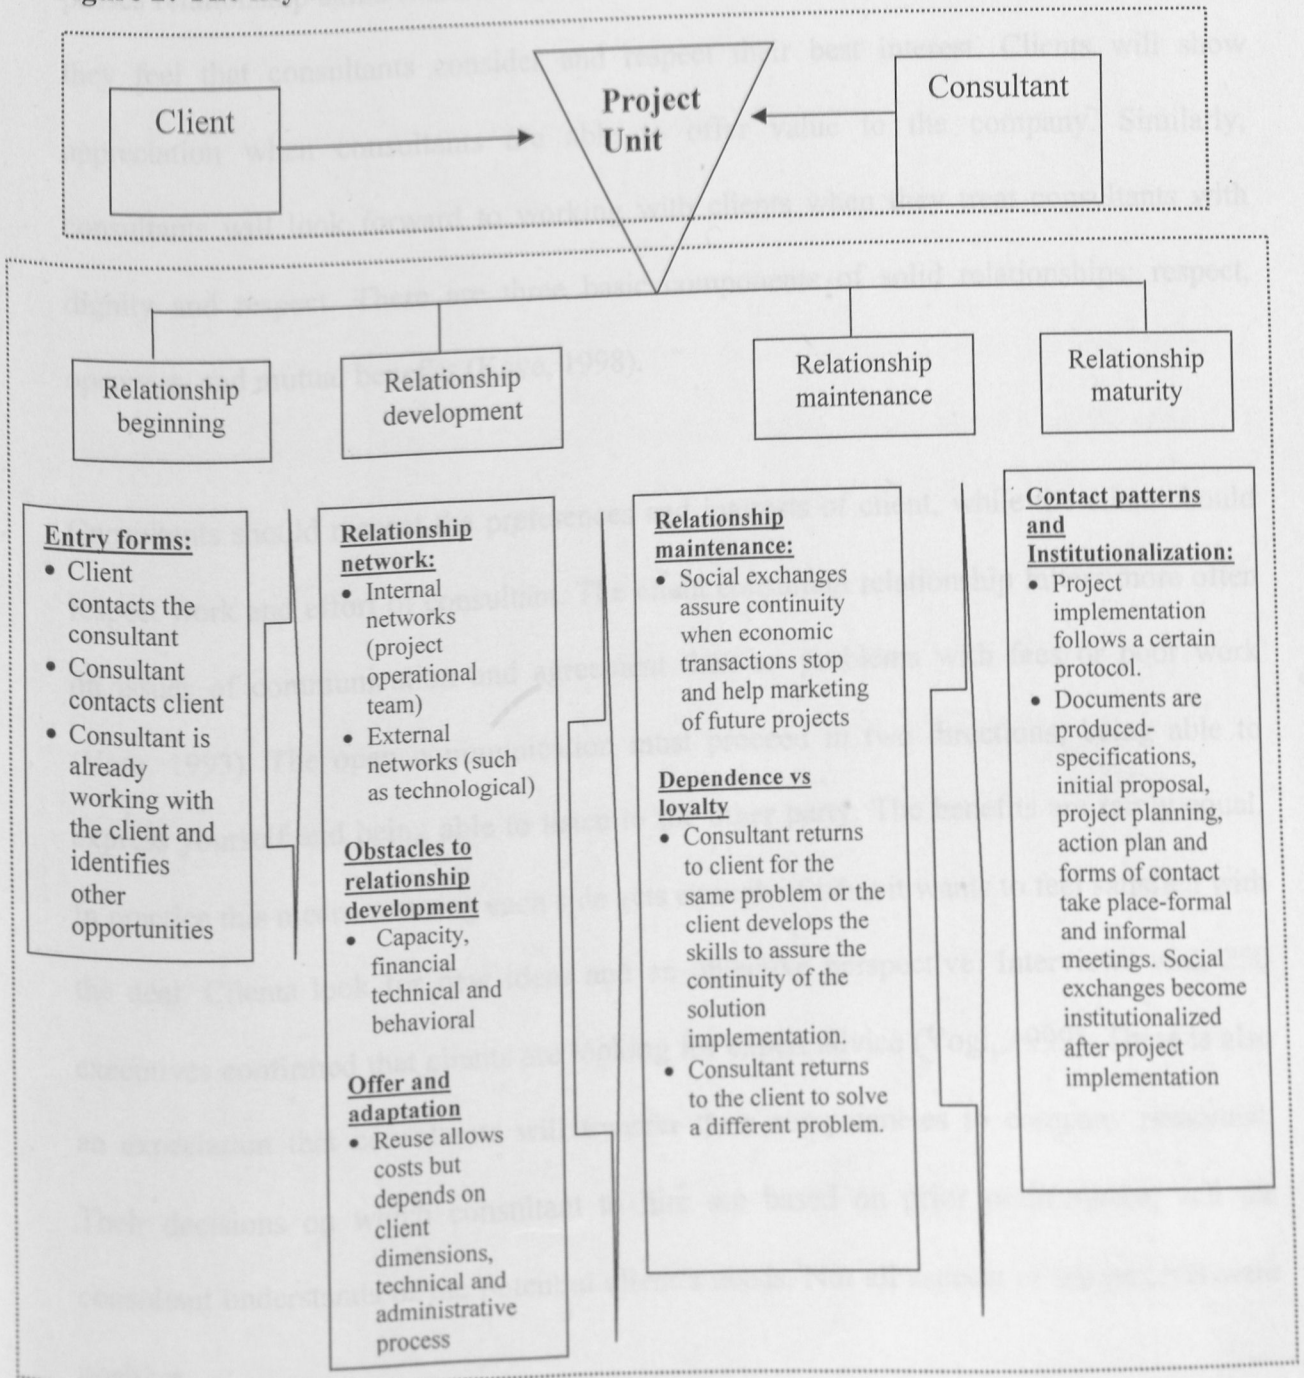 Client
Project
Unit
Consultant
Relationship
beginning
Relationship
development
Relationship
maintenance
Relationship
maturity
Entry forms:
• Client
contacts the
consultant
• Consultant
contacts client
• Consultant is
already
working with
the client and
identifies
other
opportunities
Relationship
network:
• Internal
networks
(project
operational
team)
• External
networks (such
as technological)
Obstacles to
relationship
development
• Capacity,
financial
technical and
behavioral
Offer and
adaptation
• Reuse allows
costs but
depends on
client
dimensions,
technical and
administrative
process
Relationship
maintenance:
• Social exchanges
assure continuity
when economic
transactions stop
and help marketing
of future projects
Dependence vs
loyalty
• Consultant returns
to client for the
same problem or the
client develops the
skills to assure the
continuity of the
solution
implementation.
• Consultant returns
to the client to solve
a different problem.
Contact patterns
and
Institutionalization:
• Project
implementation
follows a certain
protocol.
• Documents are
produced-
specifications,
initial proposal,
project planning,
action plan and
forms of contact
take place-formal
and informal
meetings. Social
exchanges become
institutionalized
after project
implementation